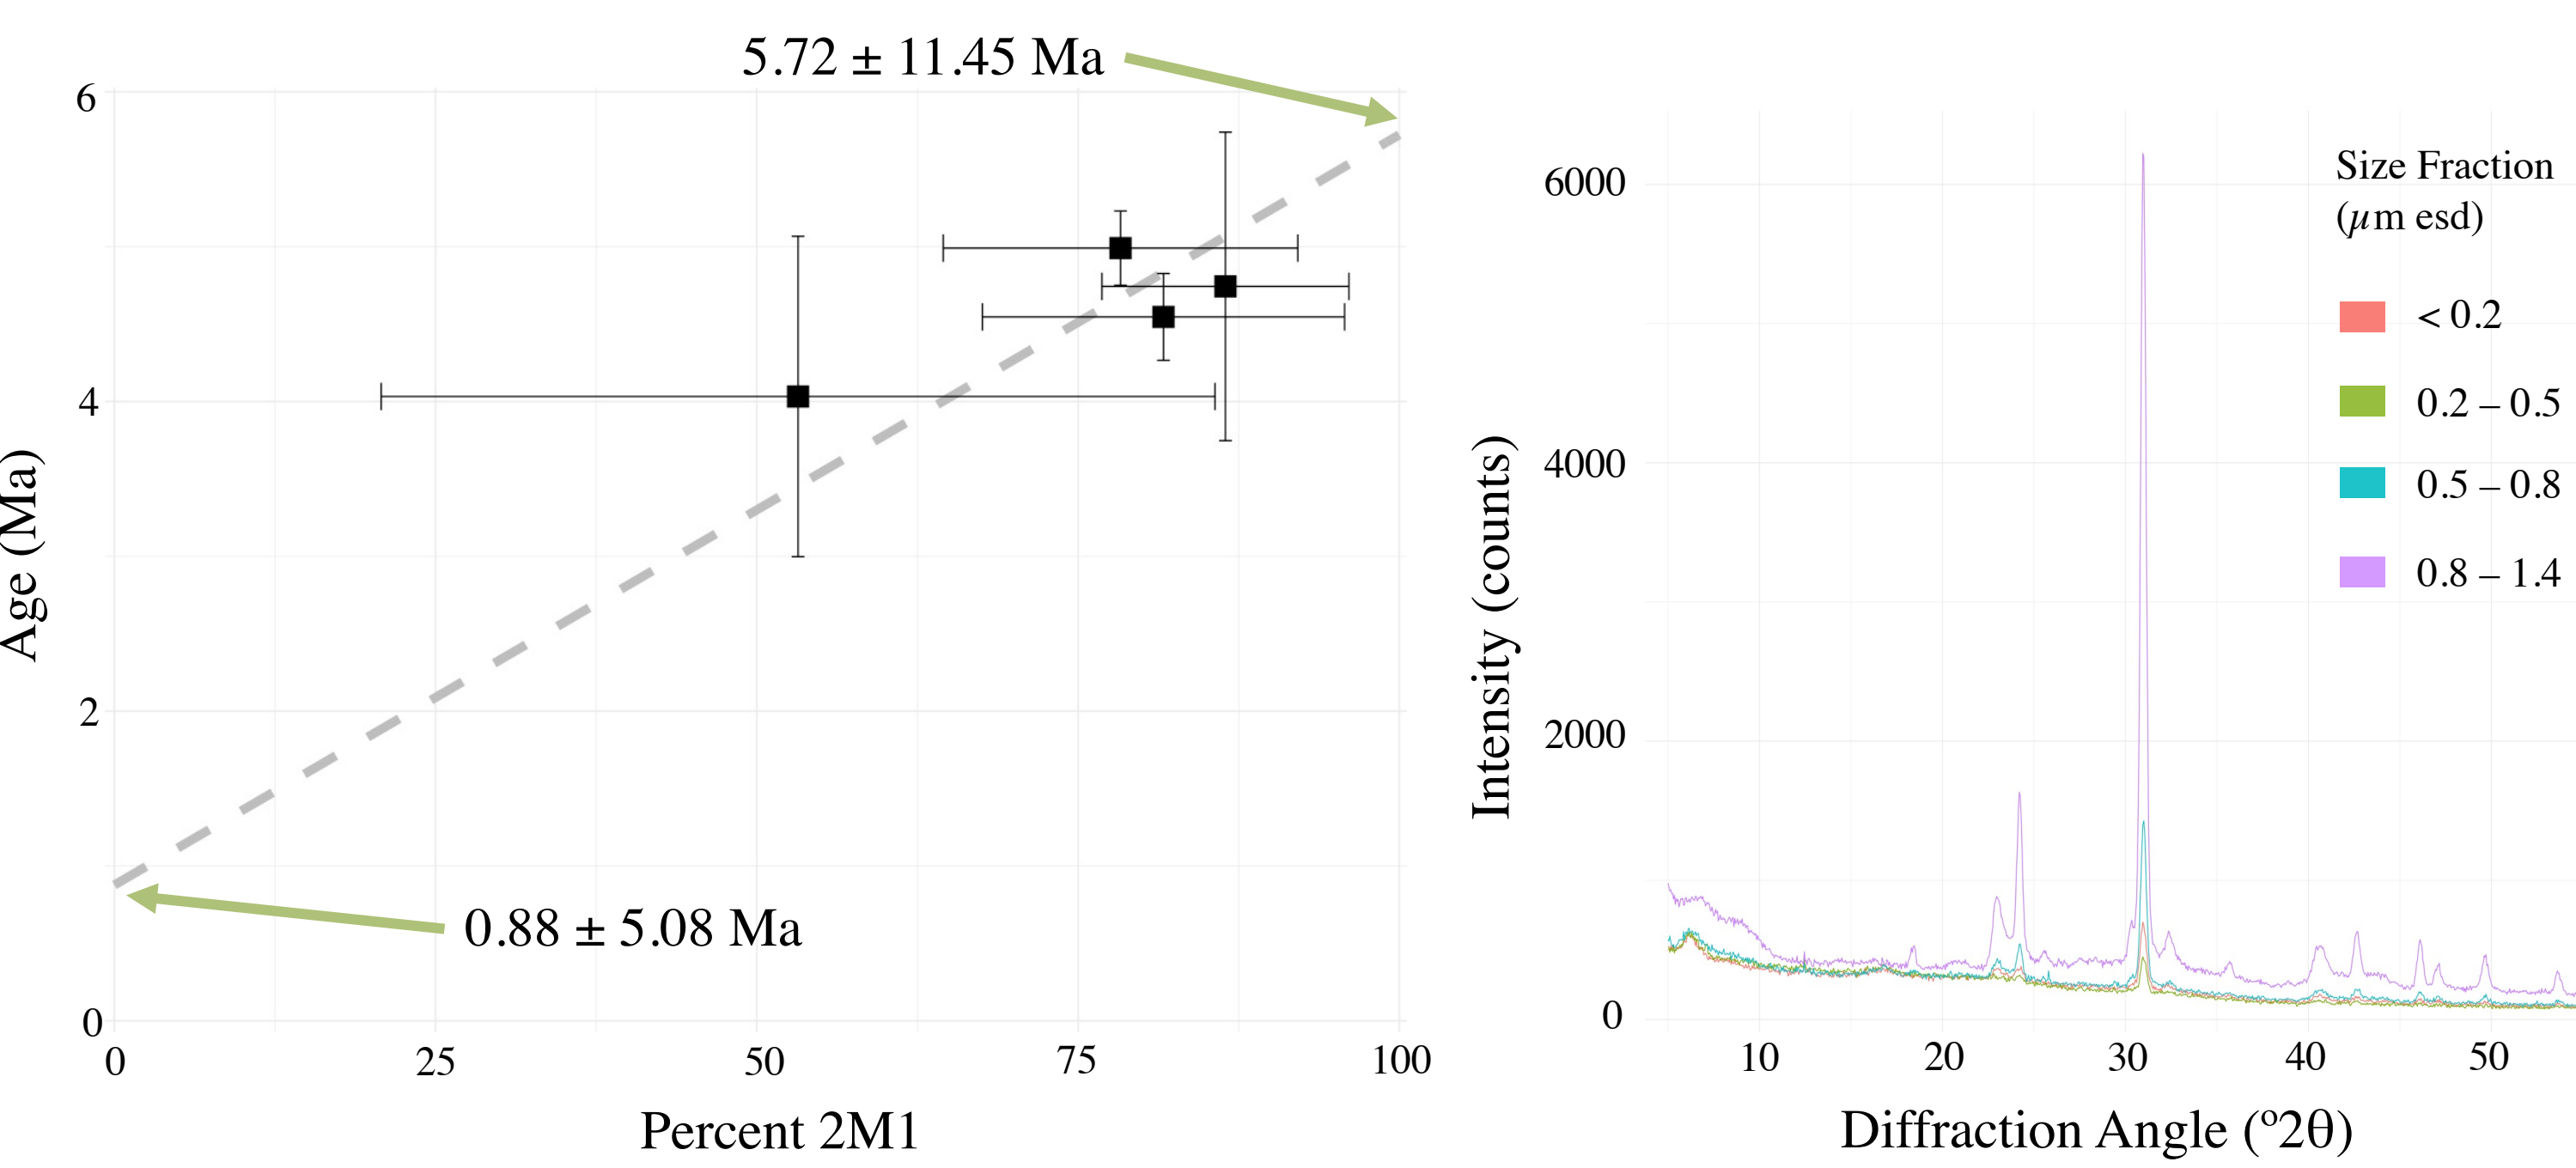 5.72 ± 11.45 Ma
6
4
2
0
Age (Ma)
0.88 ± 5.08 Ma
0 25 50 75 100
Percent 2M1
6000
4000
2000
0
Intensity (counts)
Size Fraction
(µm esd)
< 0.2
0.2 – 0.5
0.5 – 0.8
0.8 – 1.4
10 20 30 40 50
Diffraction Angle (º2θ)